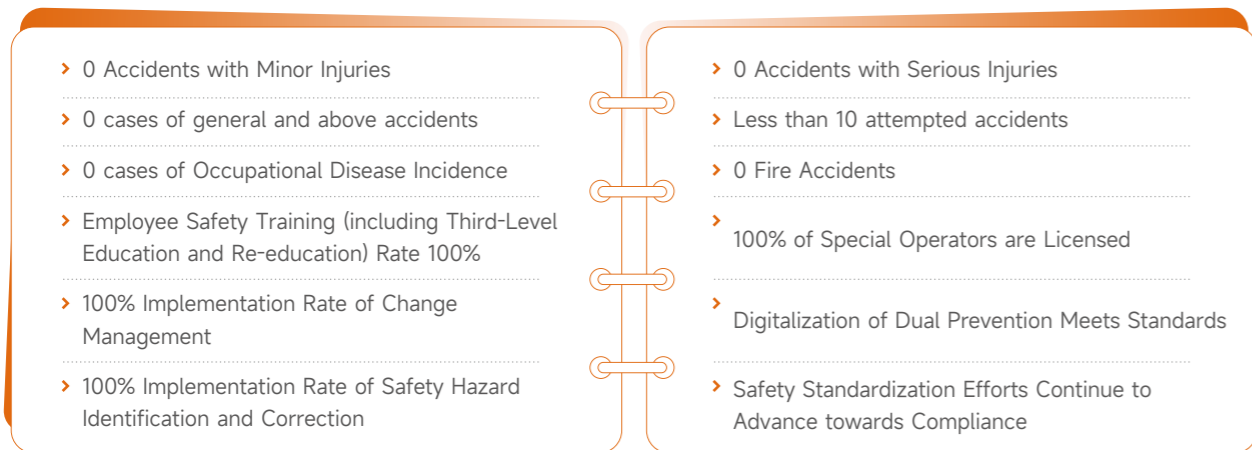 0 Accidents with Minor Injuries
0 cases of general and above accidents
0 cases of Occupational Disease Incidence
Employee Safety Training (including Third-Level
Education and Re-education) Rate 100%
100% Implementation Rate of Change
Management
100% Implementation Rate of Safety Hazard
Identification and Correction
0 Accidents with Serious Injuries
Less than 10 attempted accidents
0 Fire Accidents
100% of Special Operators are Licensed
Digitalization of Dual Prevention Meets Standards
Safety Standardization Efforts Continue to
Advance towards Compliance